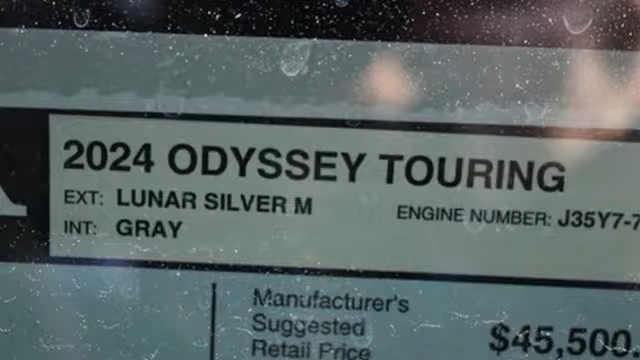 2024 ODYSSEY TOURING
EXT: LUNAR SILVER M
ENGINE NUMBER: J35Y7-7
INT: GRAY
Manufacturer's
Suggested
Retail Price
$45,500.